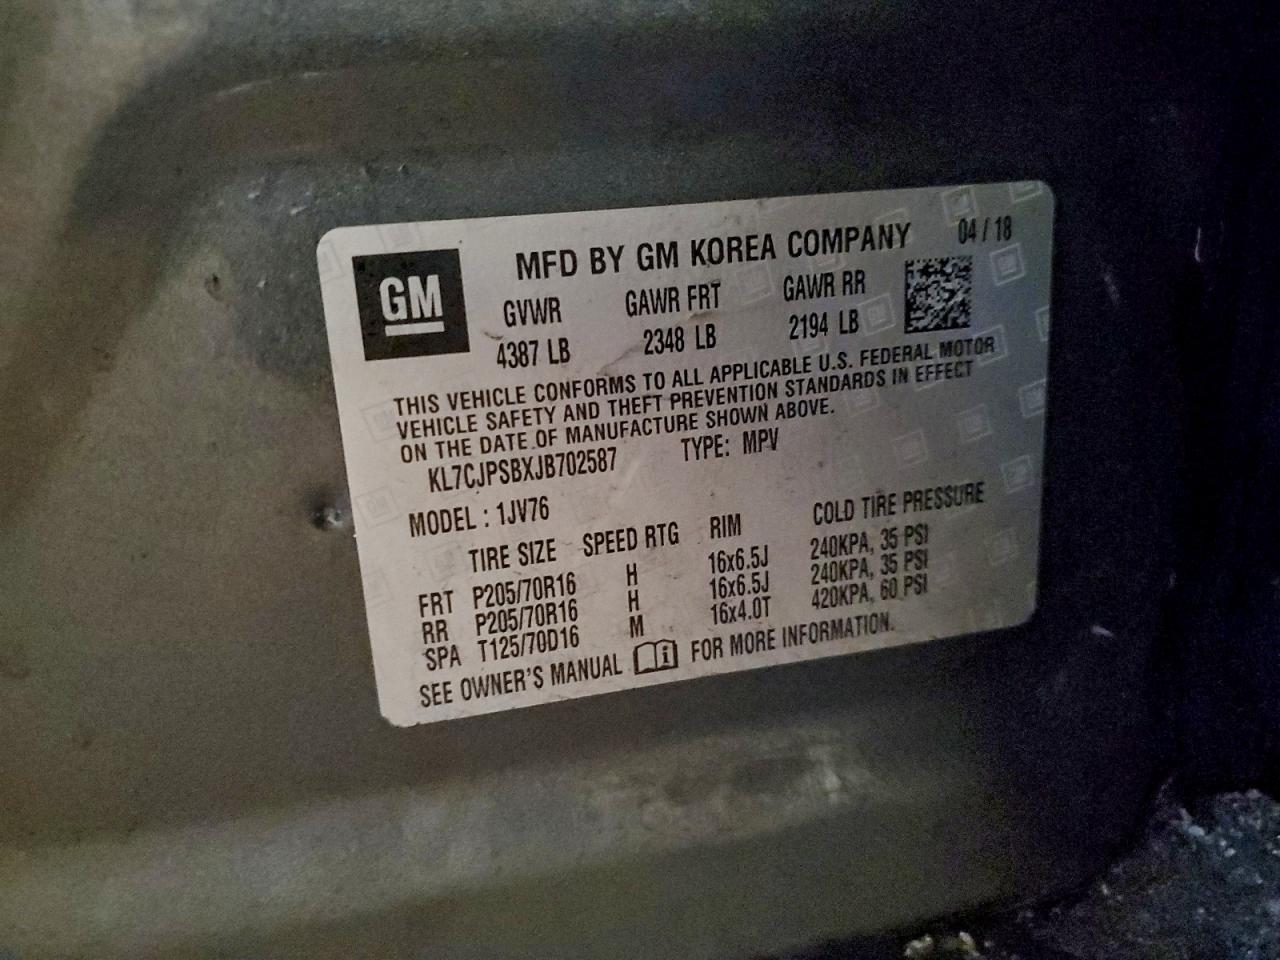 GM
MFD BY GM KOREA COMPANY 04 / 18
GVWR GAWR FRT GAWR RR
4387 LB 2348 LB 2194 LB
THIS VEHICLE CONFORMS TO ALL APPLICABLE U.S. FEDERAL MOTOR
VEHICLE SAFETY AND THEFT PREVENTION STANDARDS IN EFFECT
ON THE DATE OF MANUFACTURE SHOWN ABOVE.
KL7CJPSBXJB702587 TYPE: MPV
MODEL : 1JV76
TIRE SIZE SPEED RTG RIM COLD TIRE PRESSURE
FRT P205/70R16 H 16x6.5J 240KPA, 35 PSI
RR P205/70R16 H 16x6.5J 240KPA, 35 PSI
SPA T125/70D16 M 16x4.0T 420KPA, 60 PSI
SEE OWNER'S MANUAL FOR MORE INFORMATION.